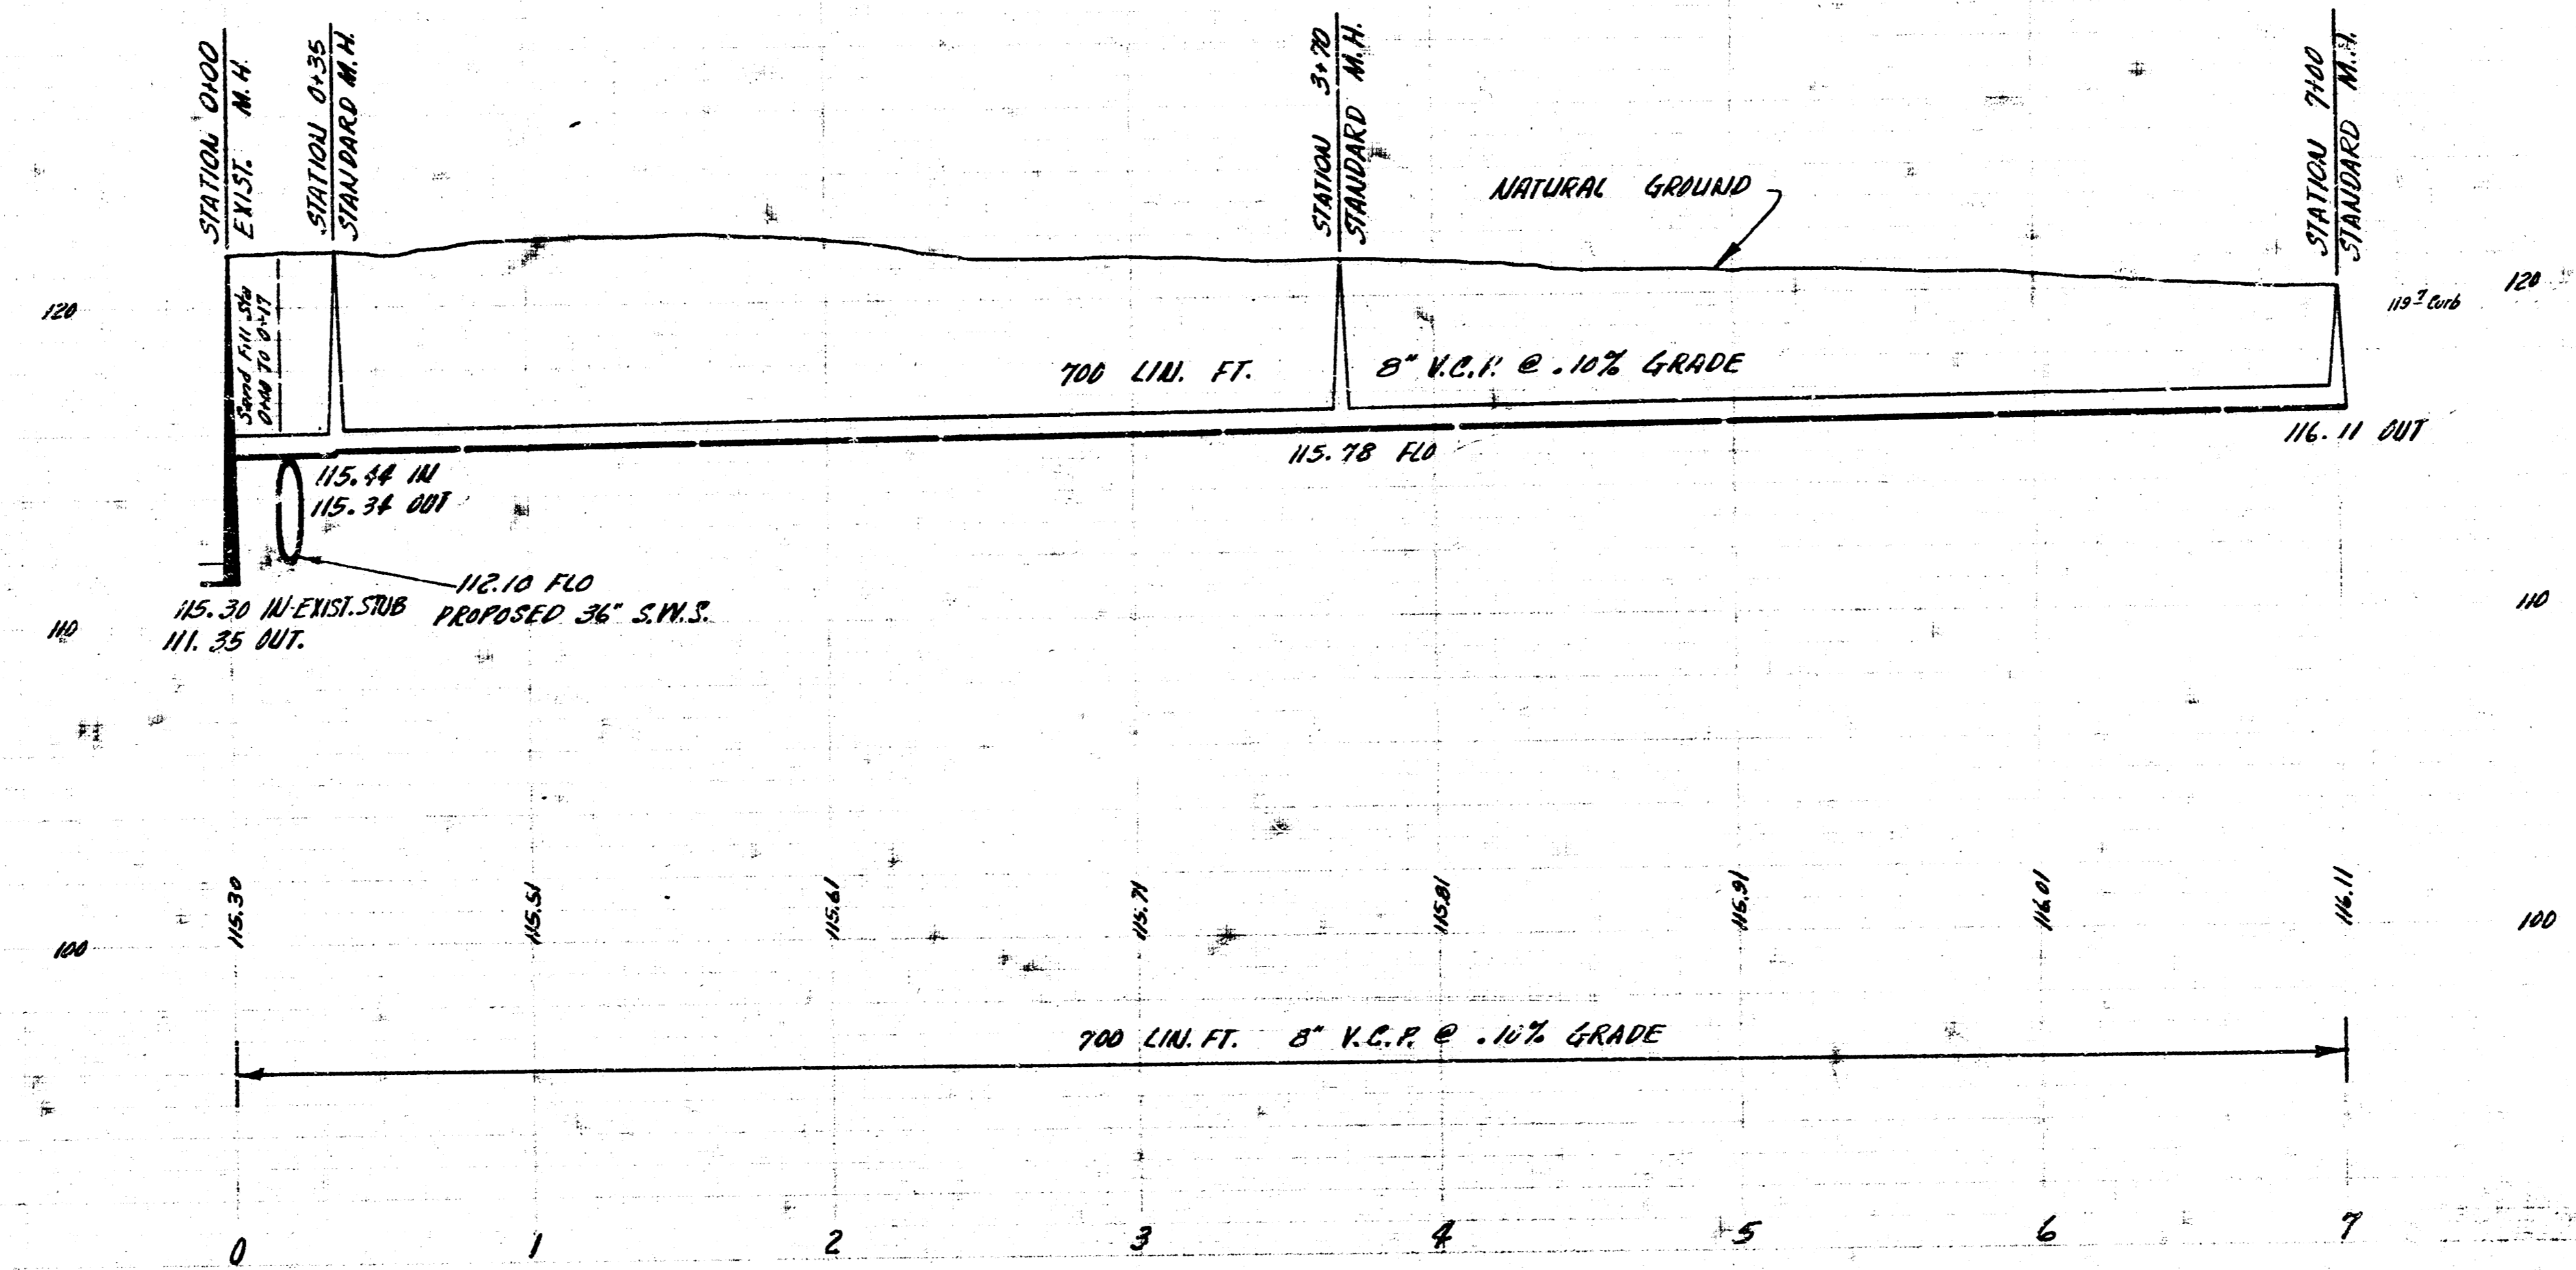 STATION 0+00
EXIST. M.H.
STATION 0+35
STANDARD M.H.
STATION 3+70
STANDARD M.H.
STATION 7+00
STANDARD M.T.
NATURAL GROUND
120
Sand Fill Sta
0+00 TO 0+17
119.7 Curb
120
700 LIN. FT. 8" V.C.P. @ .10% GRADE
115.78 FLO
116.11 OUT
115.44 IN
115.34 OUT
112.10 FLO
PROPOSED 36" S.W.S.
115.30 IN-EXIST. STUB
111.35 OUT.
110
110
115.30
115.51
115.61
115.71
115.81
115.91
116.01
116.11
100
100
700 LIN. FT. 8" V.C.P. @ .10% GRADE
0 1 2 3 4 5 6 7